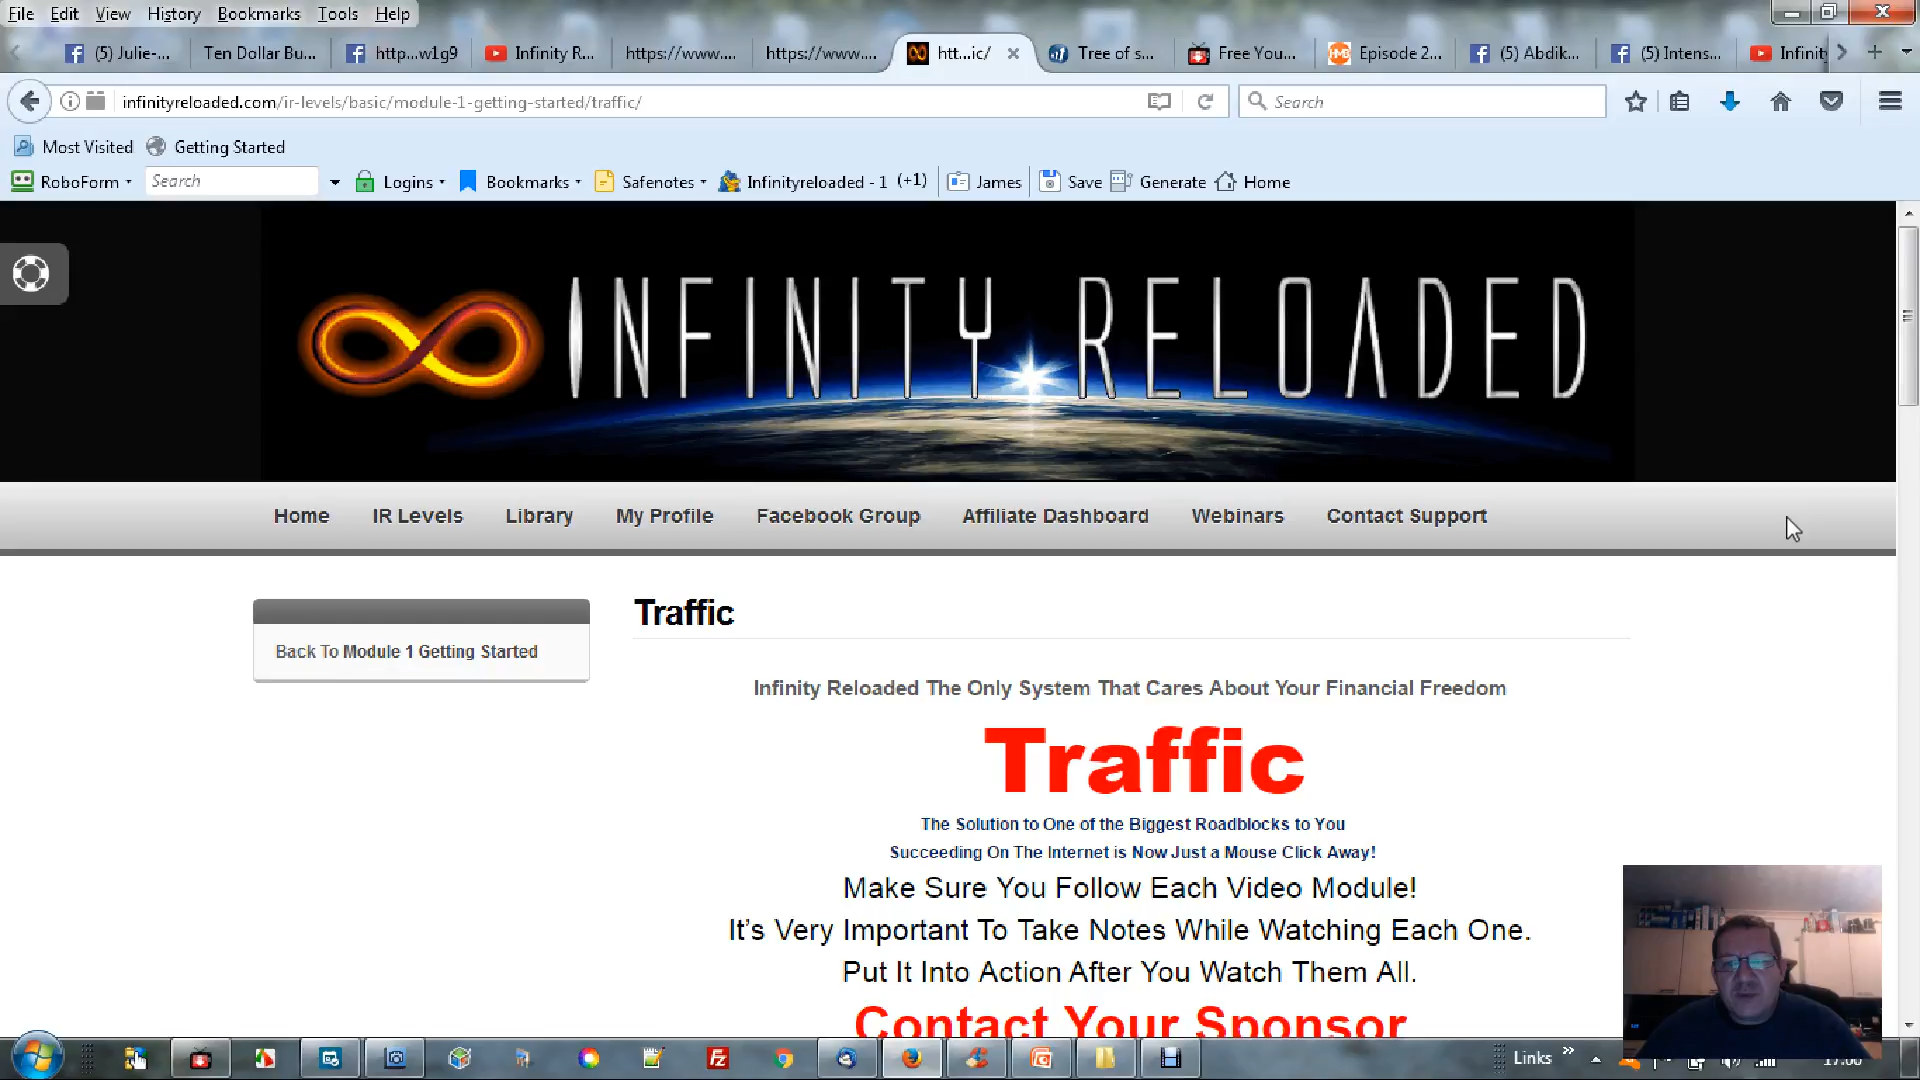 File Edit View History Bookmarks Tools Help
(5) Julie-... Ten Dollar Bu... http...w1g9 Infinity R... https://www.... https://www.... htt...ic/ Tree of s... Free You... Episode 2... (5) Abdik... (5) Intens... Infinit
infinityreloaded.com/ir-levels/basic/module-1-getting-started/traffic/ Search
Most Visited Getting Started
RoboForm Search Logins Bookmarks Safenotes Infinityreloaded - 1 (+1) James Save Generate Home
INFINITY RELOADED
Home IR Levels Library My Profile Facebook Group Affiliate Dashboard Webinars Contact Support
Traffic
Back To Module 1 Getting Started
Infinity Reloaded The Only System That Cares About Your Financial Freedom
Traffic
The Solution to One of the Biggest Roadblocks to You
Succeeding On The Internet is Now Just a Mouse Click Away!
Make Sure You Follow Each Video Module!
It's Very Important To Take Notes While Watching Each One.
Put It Into Action After You Watch Them All.
Contact Your Sponsor
Links